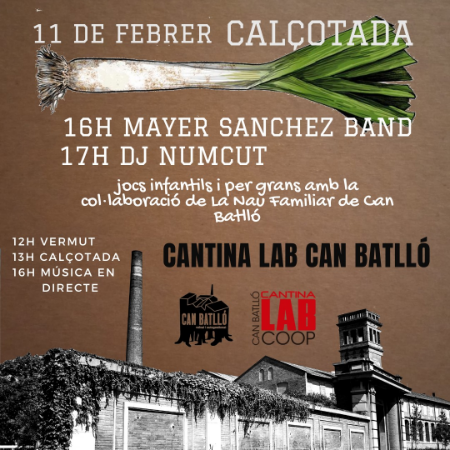 11 DE FEBRER CALÇOTADA
16H MAYER SANCHEZ BAND
17H DJ NUMCUT
jocs infantils i per grans amb la
col·laboració de La Nau Familiar de Can
Batlló
12H VERMUT
13H CALÇOTADA
16H MÚSICA EN
DIRECTE
CANTINA LAB CAN BATLLÓ
CAN BATLLÓ
CAN BATLLÓ
CANTINA
LAB
COOP